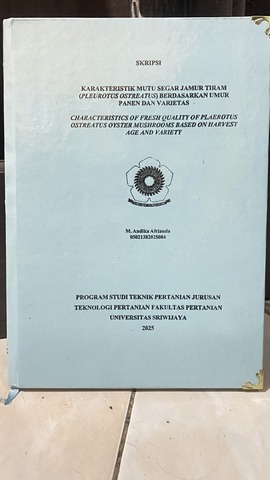 SKRIPSI
KARAKTERISTIK MUTU SEGAR JAMUR TIRAM
(PLEUROTUS OSTREATUS) BERDASARKAN UMUR
PANEN DAN VARIETAS
CHARACTERISTICS OF FRESH QUALITY OF PLAEROTUS
OSTREATUS OYSTER MUSHROOMS BASED ON HARVEST
AGE AND VARIETY
M. Andika Afrianda
05021382025084
PROGRAM STUDI TEKNIK PERTANIAN JURUSAN
TEKNOLOGI PERTANIAN FAKULTAS PERTANIAN
UNIVERSITAS SRIWIJAYA
2025